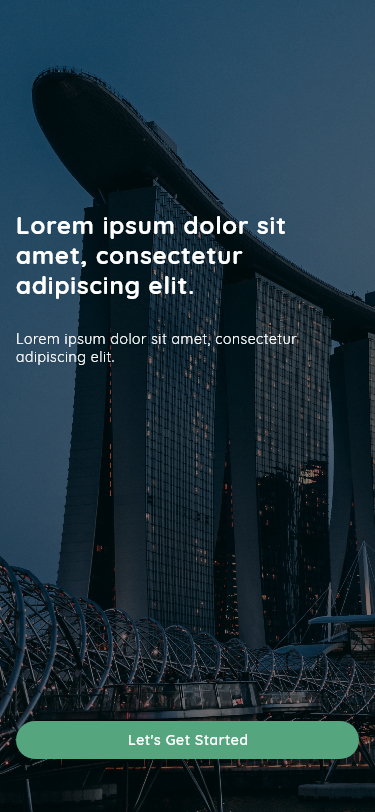 Lorem ipsum dolor sit
amet, consectetur
adipiscing elit.
Lorem ipsum dolor sit amet, consectetur
adipiscing elit.
Let's Get Started